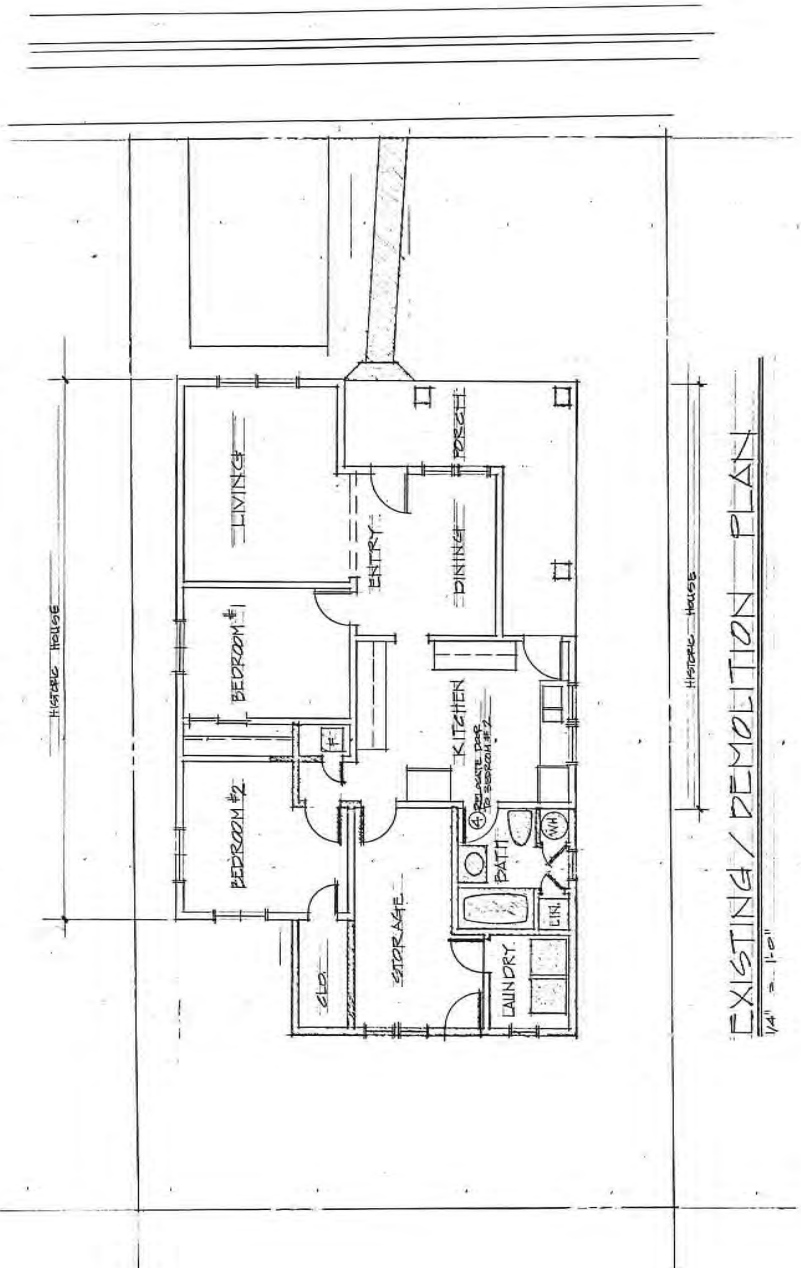 HISTORIC HOUSE
LIVING
PORCH
ENTRY
DINING
BEDROOM #1
KITCHEN
F
BEDROOM #2
4 RELOCATE DOOR
TO BEDROOM #2
BATH
WH
LIN.
STORAGE
CLO.
LAUNDRY
HISTORIC HOUSE
EXISTING / DEMOLITION PLAN
1/4" = 1'-0"